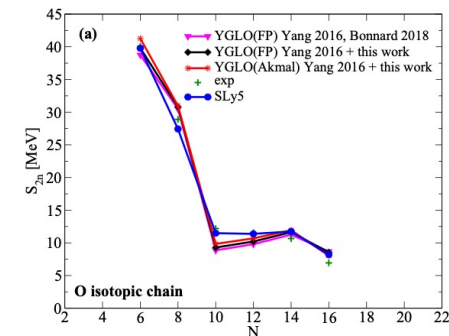 45
40
35
30
25
20
15
10
5
0
S2n [MeV]
(a)
YGLO(FP) Yang 2016, Bonnard 2018
YGLO(FP) Yang 2016 + this work
YGLO(Akmal) Yang 2016 + this work
exp
SLy5
O isotopic chain
2 4 6 8 10 12 14 16 18 20 22
N